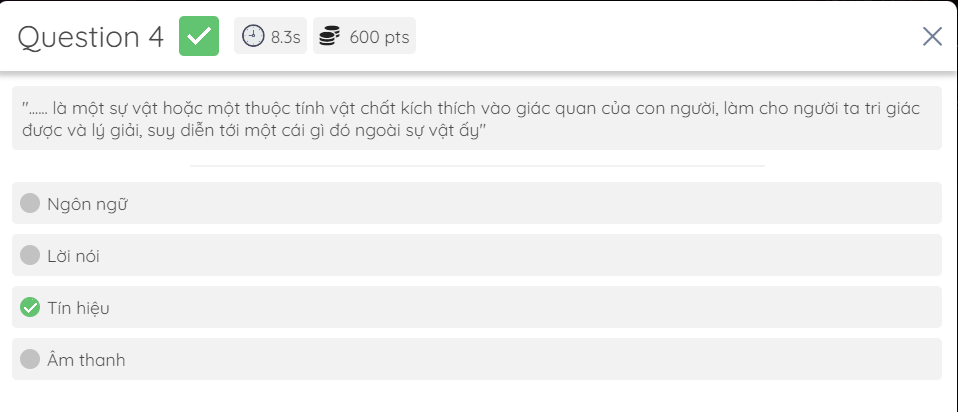 Question 4
8.3s
600 pts
"...... là một sự vật hoặc một thuộc tính vật chất kích thích vào giác quan của con người, làm cho người ta tri giác
được và lý giải, suy diễn tới một cái gì đó ngoài sự vật ấy"
Ngôn ngữ
Lời nói
Tín hiệu
Âm thanh